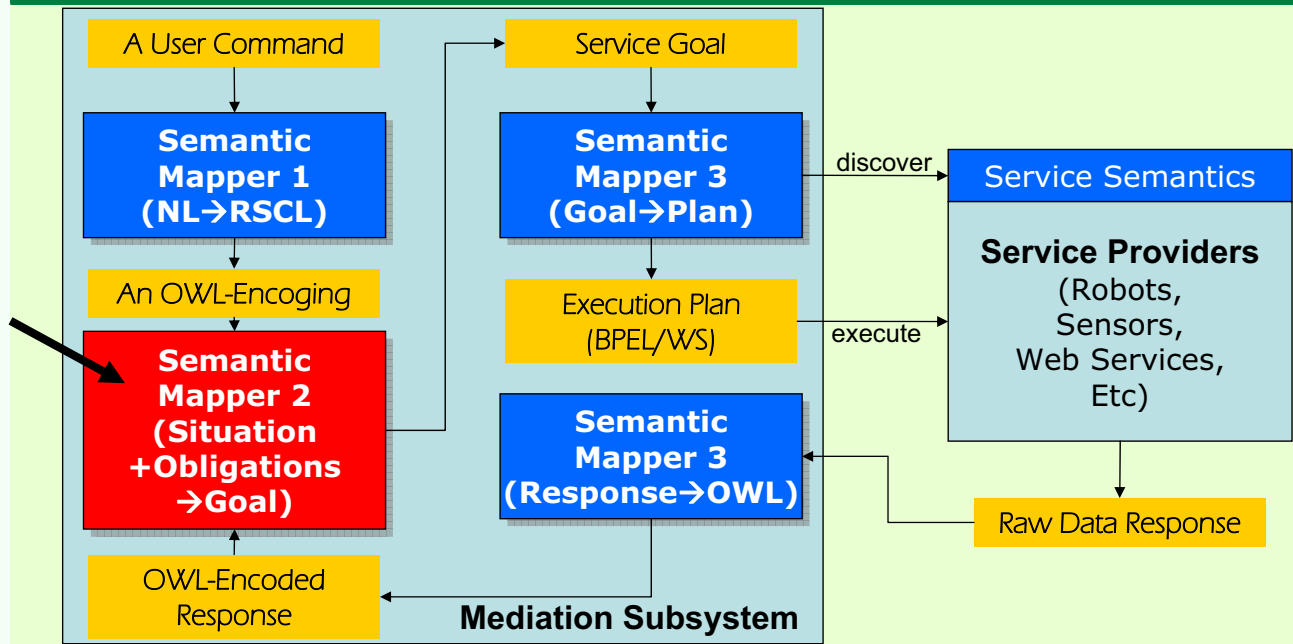 A User Command
Semantic
Mapper 1
(NL→RSCL)
An OWL-Encoging
Semantic
Mapper 2
(Situation
+Obligations
→Goal)
OWL-Encoded
Response
Service Goal
Semantic
Mapper 3
(Goal→Plan)
Execution Plan
(BPEL/WS)
Semantic
Mapper 3
(Response→OWL)
Mediation Subsystem
discover
execute
Service Semantics
Service Providers
(Robots,
Sensors,
Web Services,
Etc)
Raw Data Response